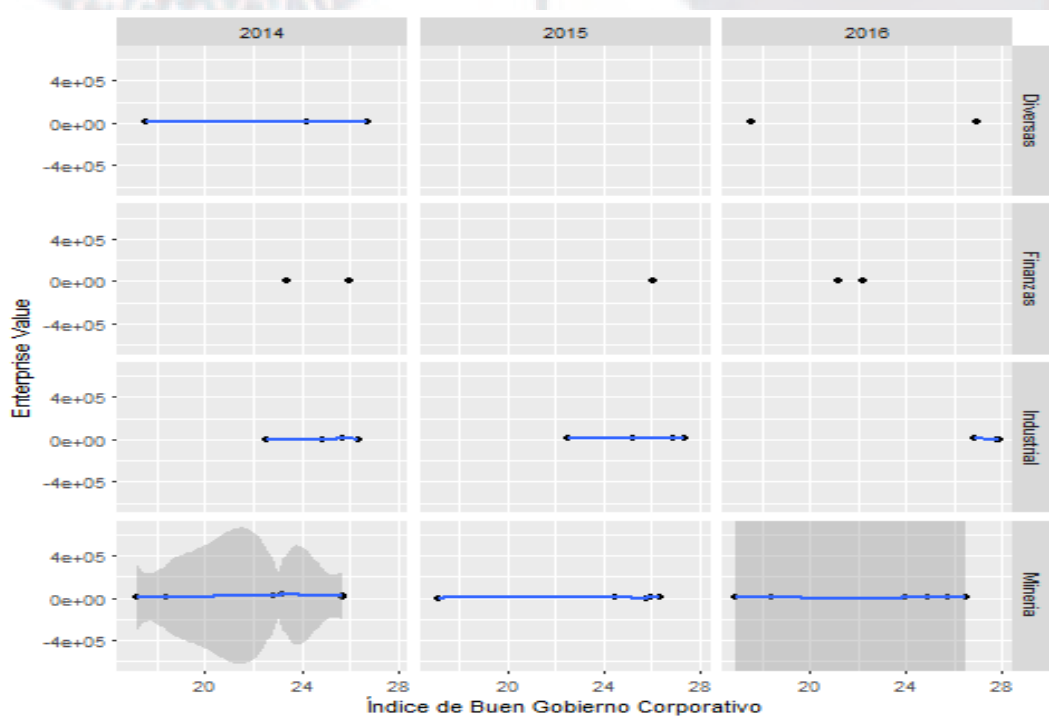 2014 2015 2016
Diversas
4e+05
0e+00
-4e+05
Finanzas
4e+05
0e+00
-4e+05
Industrial
4e+05
0e+00
-4e+05
Mineria
4e+05
0e+00
-4e+05
Enterprise Value
20 24 28 20 24 28 20 24 28
Índice de Buen Gobierno Corporativo